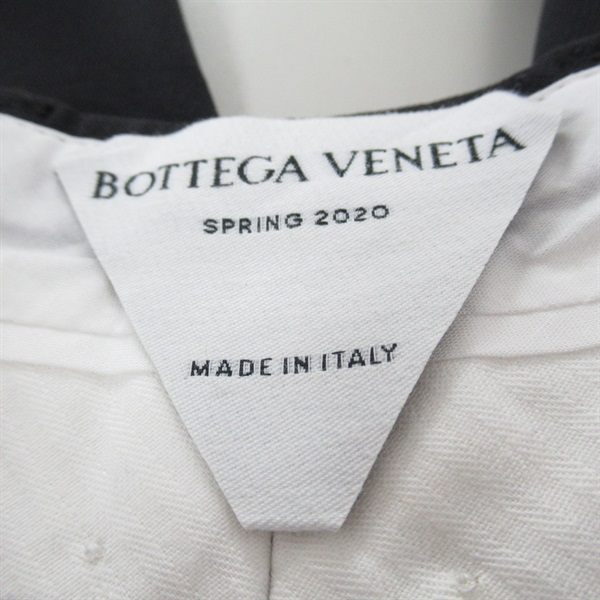 BOTTEGA VENETA
SPRING 2020
MADE IN ITALY